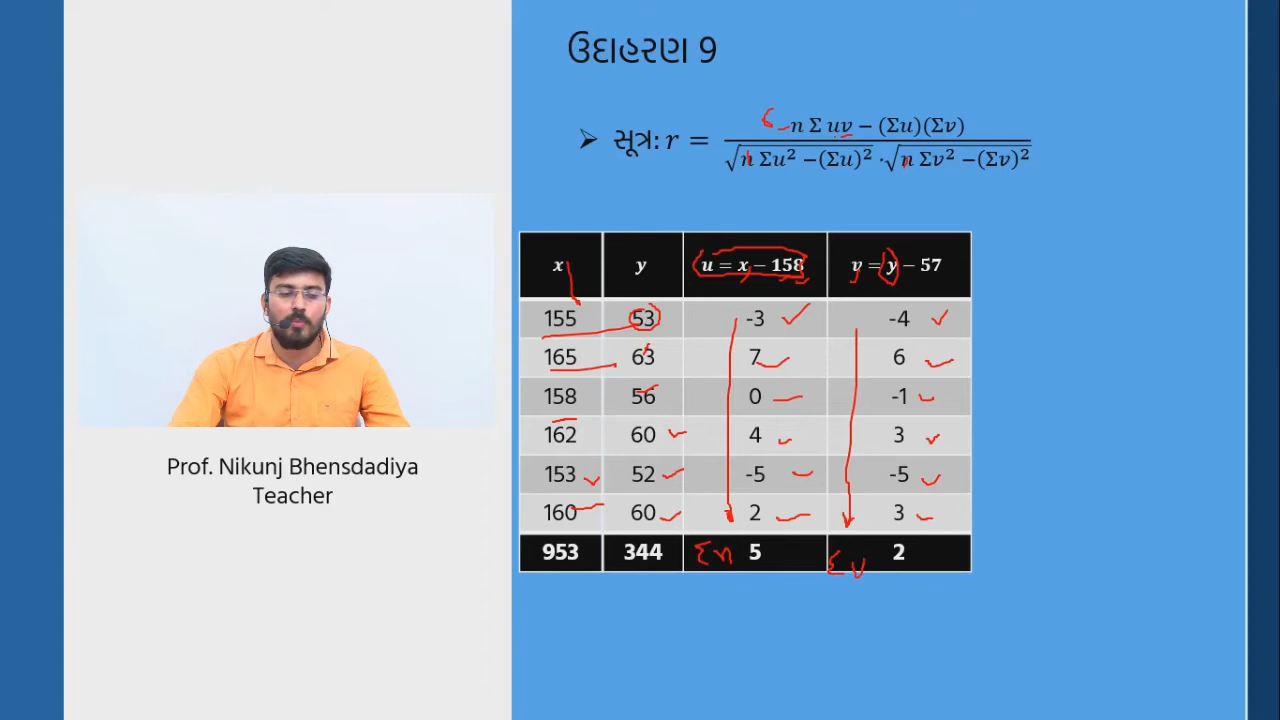 ઉદાહરણ 9
6
➢ સૂત્ર: r = n Σ uv − (Σu)(Σv) / √n Σu² −(Σu)² · √n Σv² −(Σv)²
x y u = x − 158 v = y − 57
155 53 -3 -4
165 63 7 6
158 56 0 -1
162 60 4 3
153 52 -5 -5
160 60 2 3
953 344 Σu 5 Σv 2
Prof. Nikunj Bhensdadiya
Teacher